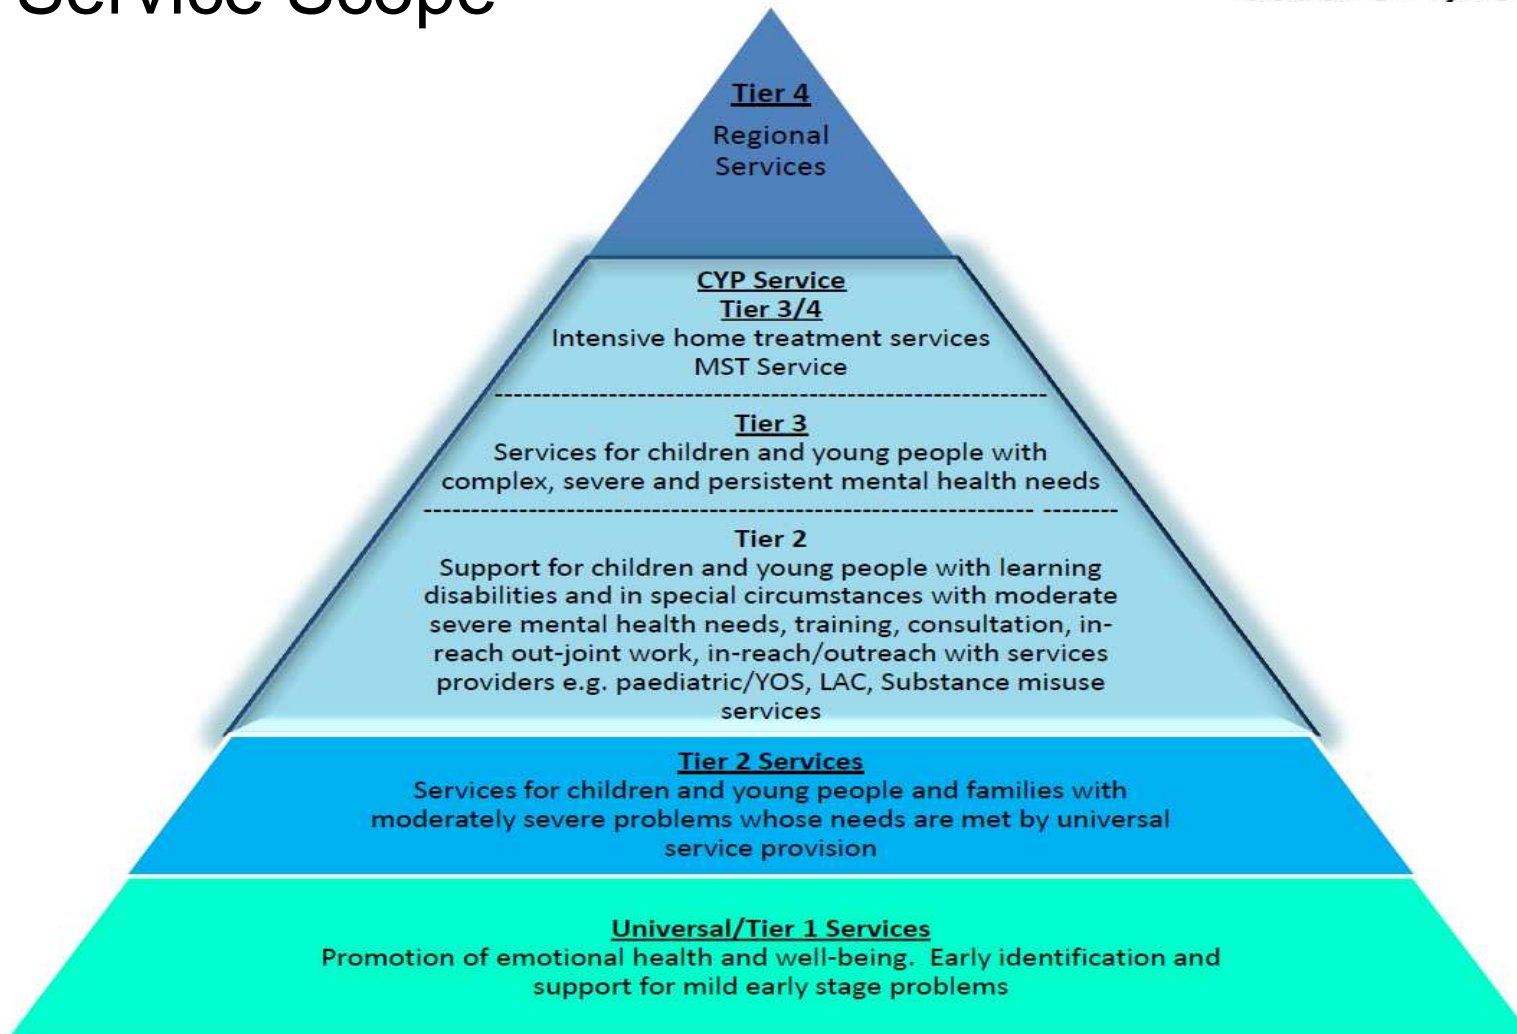 Service Scope
Tier 4
Regional
Services
CYP Service
Tier 3/4
Intensive home treatment services
MST Service
Tier 3
Services for children and young people with
complex, severe and persistent mental health needs
Tier 2
Support for children and young people with learning
disabilities and in special circumstances with moderate
severe mental health needs, training, consultation, in-
reach out-joint work, in-reach/outreach with services
providers e.g. paediatric/YOS, LAC, Substance misuse
services
Tier 2 Services
Services for children and young people and families with
moderately severe problems whose needs are met by universal
service provision
Universal/Tier 1 Services
Promotion of emotional health and well-being. Early identification and
support for mild early stage problems